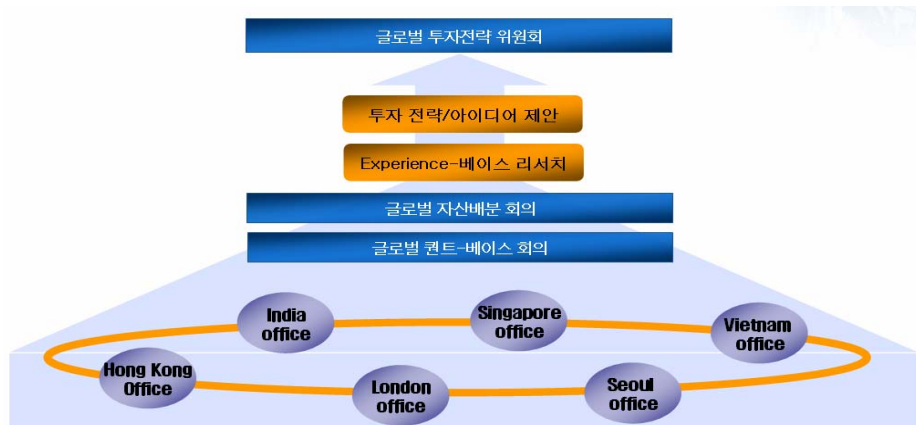 글로벌 투자전략 위원회
투자 전략/아이디어 제안
Experience-베이스 리서치
글로벌 자산배분 회의
글로벌 퀀트-베이스 회의
India
office
Singapore
office
Vietnam
office
Hong Kong
Office
London
office
Seoul
office